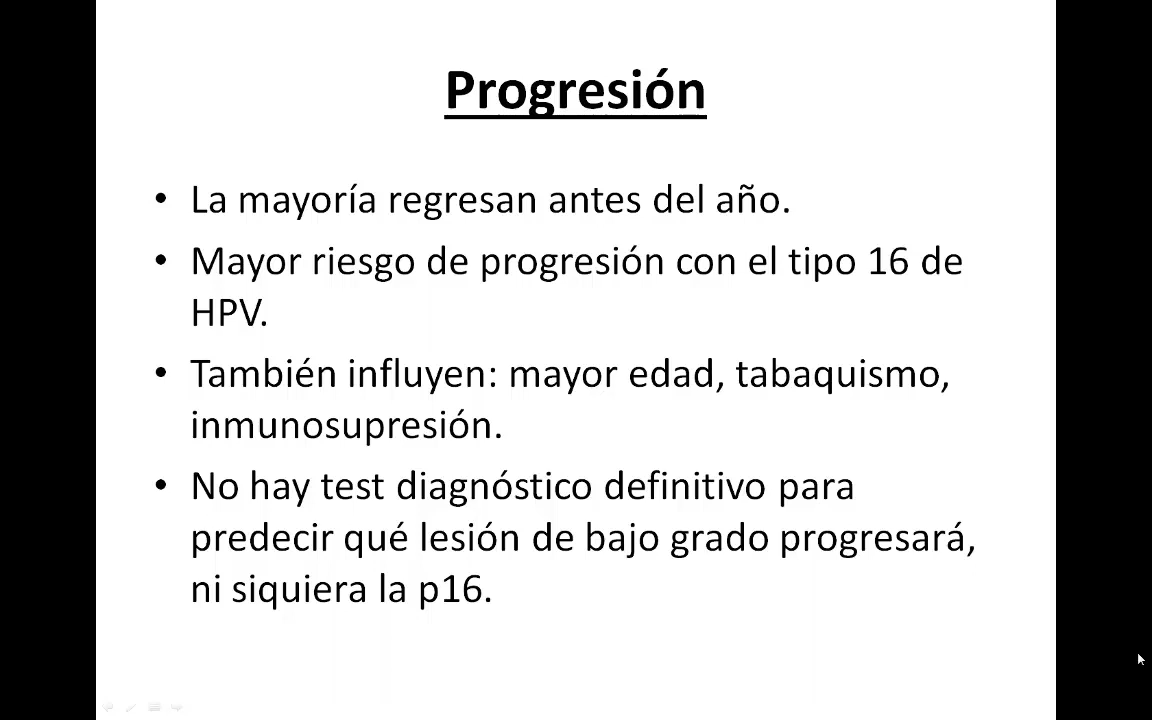 Progresión
• La mayoría regresan antes del año.
• Mayor riesgo de progresión con el tipo 16 de
HPV.
• También influyen: mayor edad, tabaquismo,
inmunosupresión.
• No hay test diagnóstico definitivo para
predecir qué lesión de bajo grado progresará,
ni siquiera la p16.